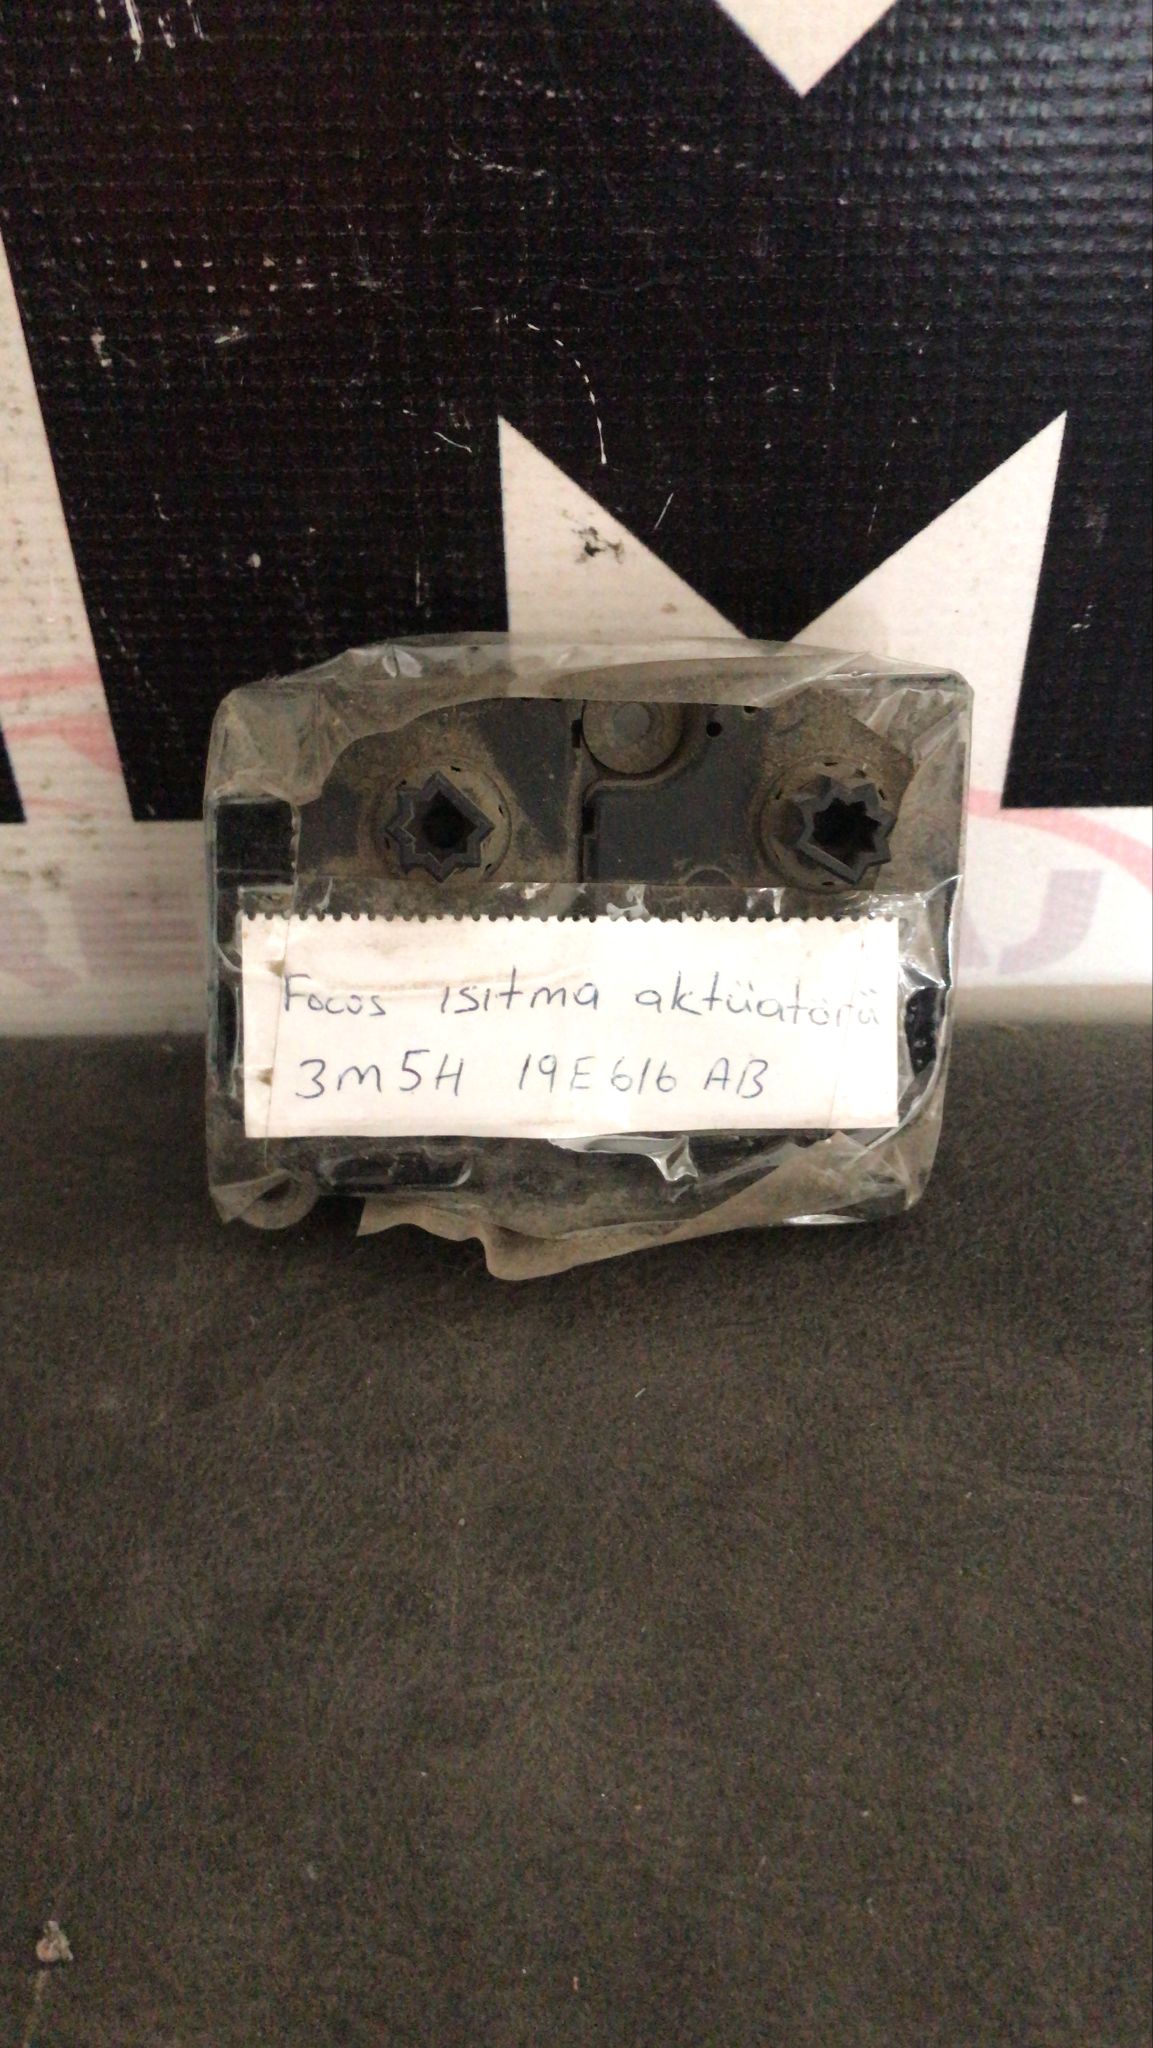 Focus ısıtma aktüatörü
3M5H 19E616 AB